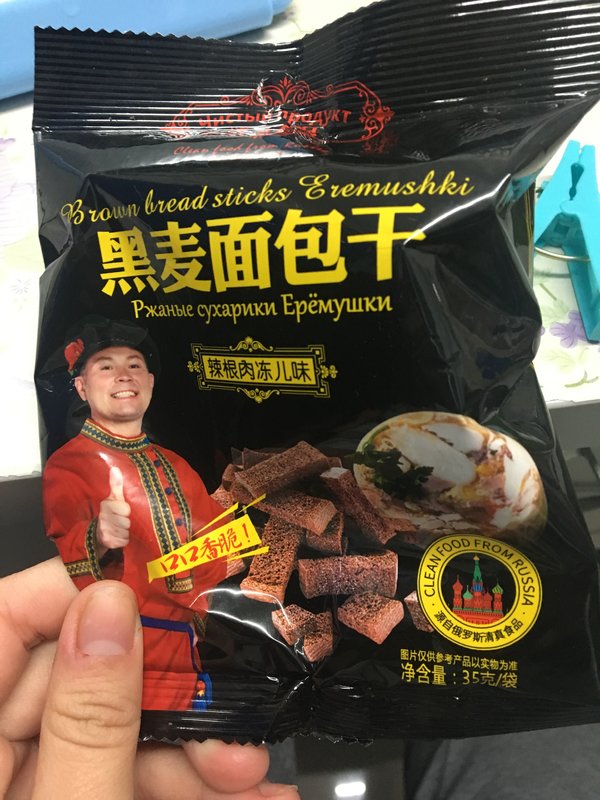 Чистый продукт
Clean food from
Brown bread sticks Eremushki
黑麦面包干
Ржаные сухарики Ерёмушки
辣根肉冻儿味
口口香脆!
CLEAN FOOD FROM RUSSIA
源自俄罗斯清真食品
图片仅供参考产品以实物为准
净含量:35克/袋